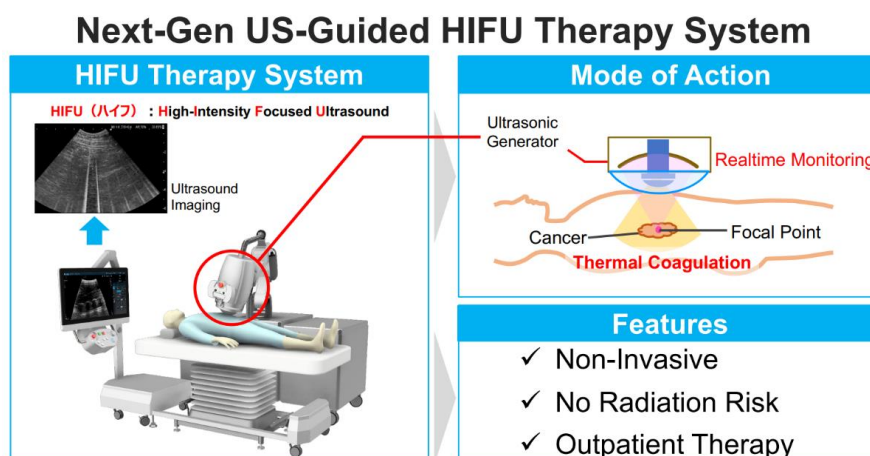 Next-Gen US-Guided HIFU Therapy System
HIFU Therapy System
HIFU（ハイフ）：High-Intensity Focused Ultrasound
Ultrasound
Imaging
Mode of Action
Ultrasonic
Generator
Realtime Monitoring
Cancer
Focal Point
Thermal Coagulation
Features
✓ Non-Invasive
✓ No Radiation Risk
✓ Outpatient Therapy